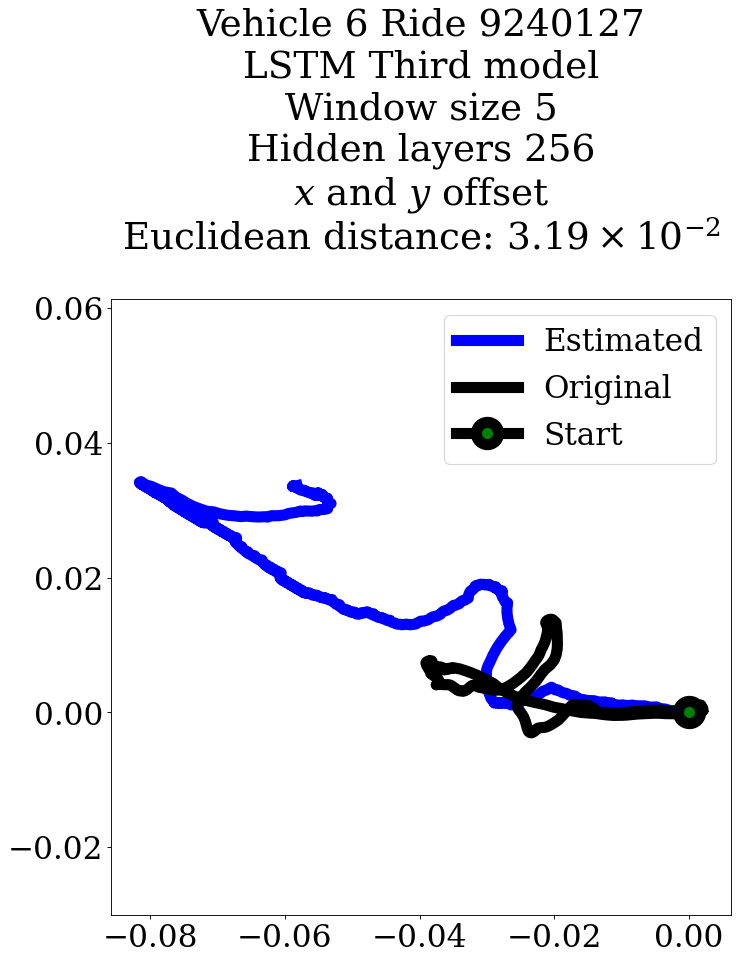 Vehicle 6 Ride 9240127
LSTM Third model
Window size 5
Hidden layers 256
x and y offset
Euclidean distance: 3.19 × 10⁻²
0.06
Estimated
Original
Start
0.04
0.02
0.00
−0.02
−0.08 −0.06 −0.04 −0.02 0.00